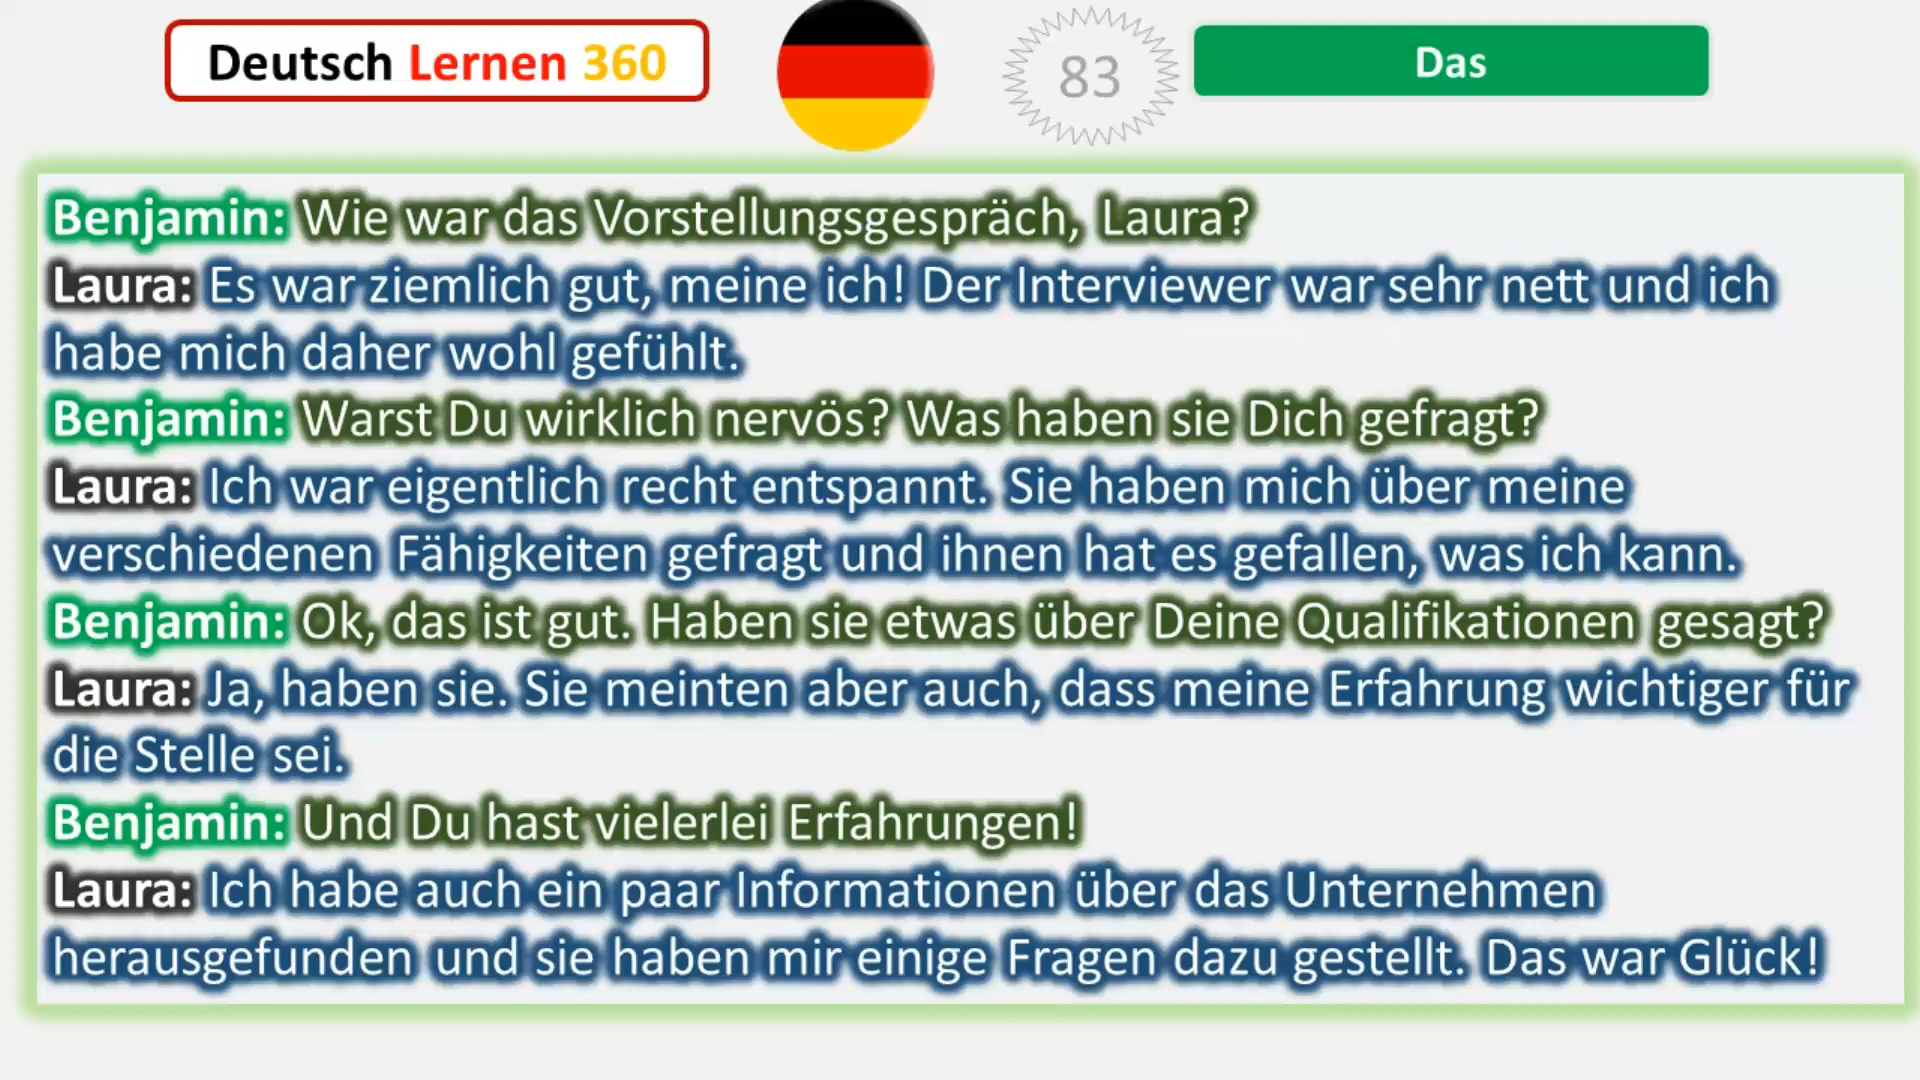 Deutsch Lernen 360
83
Das
Benjamin: Wie war das Vorstellungsgespräch, Laura?
Laura: Es war ziemlich gut, meine ich! Der Interviewer war sehr nett und ich
habe mich daher wohl gefühlt.
Benjamin: Warst Du wirklich nervös? Was haben sie Dich gefragt?
Laura: Ich war eigentlich recht entspannt. Sie haben mich über meine
verschiedenen Fähigkeiten gefragt und ihnen hat es gefallen, was ich kann.
Benjamin: Ok, das ist gut. Haben sie etwas über Deine Qualifikationen gesagt?
Laura: Ja, haben sie. Sie meinten aber auch, dass meine Erfahrung wichtiger für
die Stelle sei.
Benjamin: Und Du hast vielerlei Erfahrungen!
Laura: Ich habe auch ein paar Informationen über das Unternehmen
herausgefunden und sie haben mir einige Fragen dazu gestellt. Das war Glück!